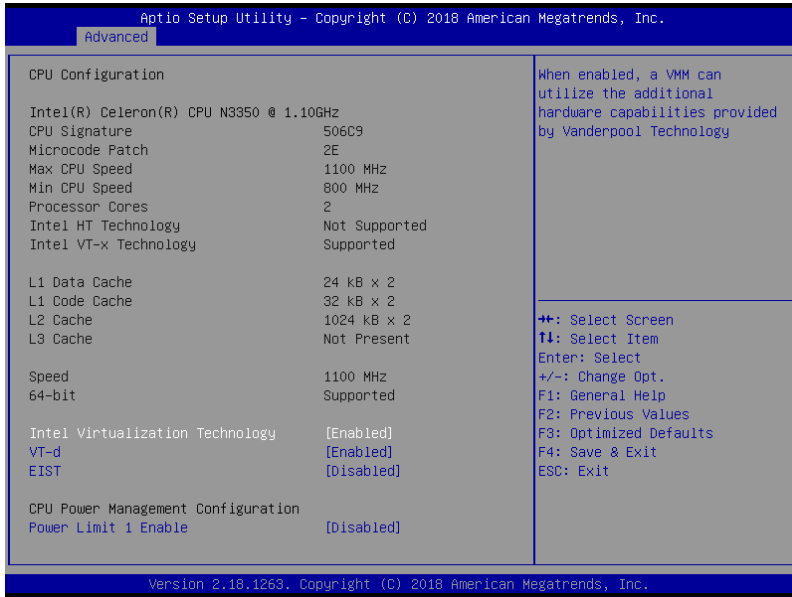 Aptio Setup Utility – Copyright (C) 2018 American Megatrends, Inc.
Advanced
CPU Configuration
Intel(R) Celeron(R) CPU N3350 @ 1.10GHz
CPU Signature 506C9
Microcode Patch 2E
Max CPU Speed 1100 MHz
Min CPU Speed 800 MHz
Processor Cores 2
Intel HT Technology Not Supported
Intel VT-x Technology Supported
L1 Data Cache 24 kB x 2
L1 Code Cache 32 kB x 2
L2 Cache 1024 kB x 2
L3 Cache Not Present
Speed 1100 MHz
64-bit Supported
Intel Virtualization Technology [Enabled]
VT-d [Enabled]
EIST [Disabled]
CPU Power Management Configuration
Power Limit 1 Enable [Disabled]
When enabled, a VMM can
utilize the additional
hardware capabilities provided
by Vanderpool Technology
→←: Select Screen
↑↓: Select Item
Enter: Select
+/-: Change Opt.
F1: General Help
F2: Previous Values
F3: Optimized Defaults
F4: Save & Exit
ESC: Exit
Version 2.18.1263. Copyright (C) 2018 American Megatrends, Inc.